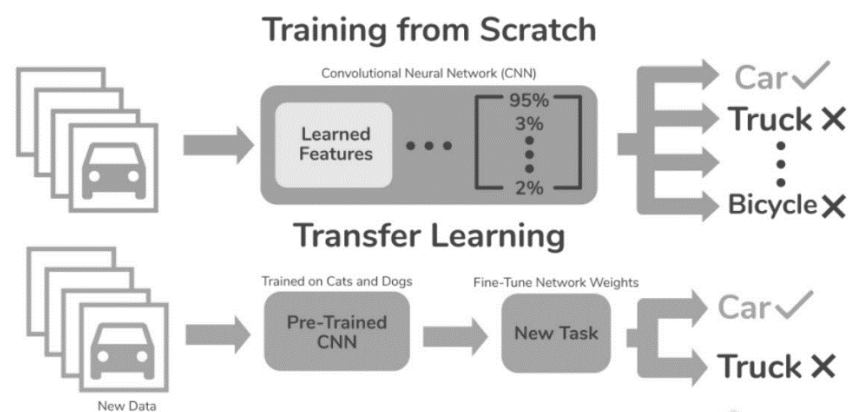 Training from Scratch
Convolutional Neural Network (CNN)
Learned
Features
95%
3%
2%
Car
Truck
Bicycle
Transfer Learning
Trained on Cats and Dogs
Fine-Tune Network Weights
Pre-Trained
CNN
New Task
Car
Truck
New Data